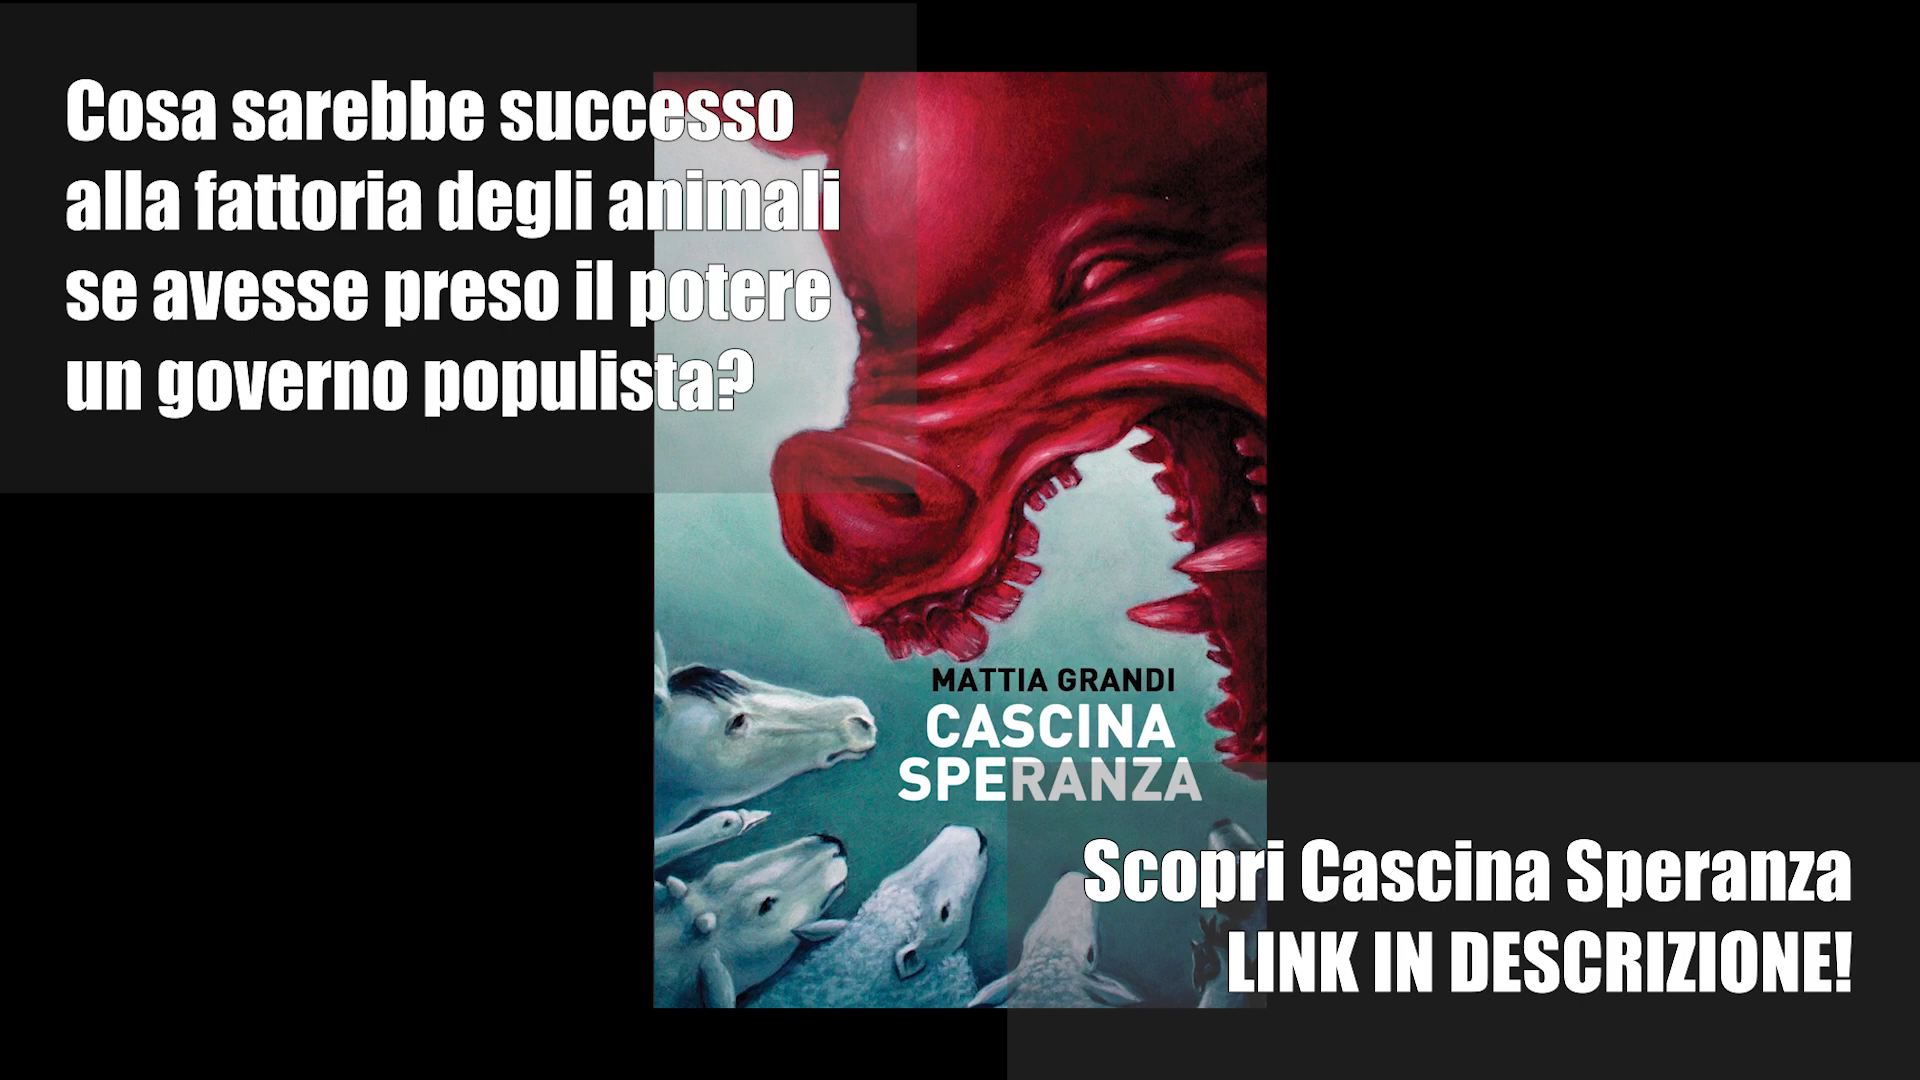 Cosa sarebbe successo
alla fattoria degli animali
se avesse preso il potere
un governo populista?
MATTIA GRANDI
CASCINA
SPERANZA
Scopri Cascina Speranza
LINK IN DESCRIZIONE!